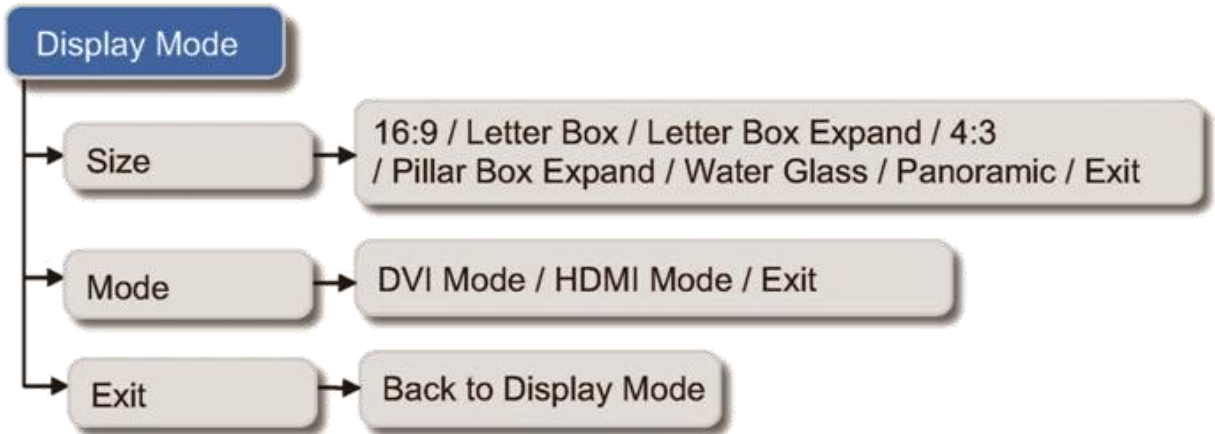 Display Mode
Size
16:9 / Letter Box / Letter Box Expand / 4:3
/ Pillar Box Expand / Water Glass / Panoramic / Exit
Mode
DVI Mode / HDMI Mode / Exit
Exit
Back to Display Mode